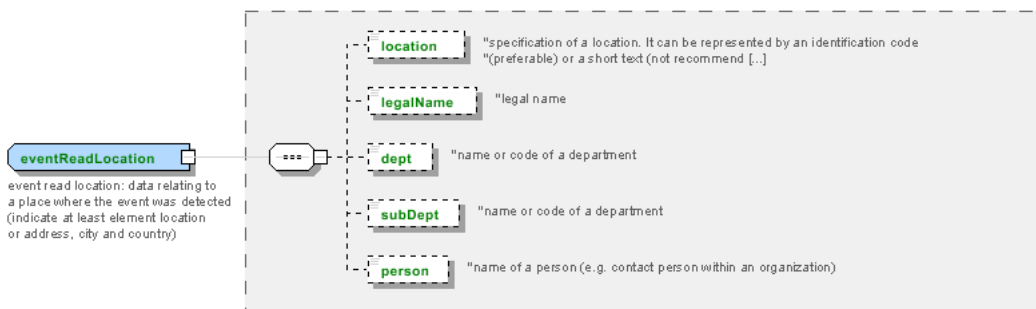 location
"specification of a location. It can be represented by an identification code
"(preferable) or a short text (not recommend [...]
legalName
"legal name
eventReadLocation
dept
"name or code of a department
event read location: data relating to
a place where the event was detected
(indicate at least element location
or address, city and country)
subDept
"name or code of a department
person
"name of a person (e.g. contact person within an organization)